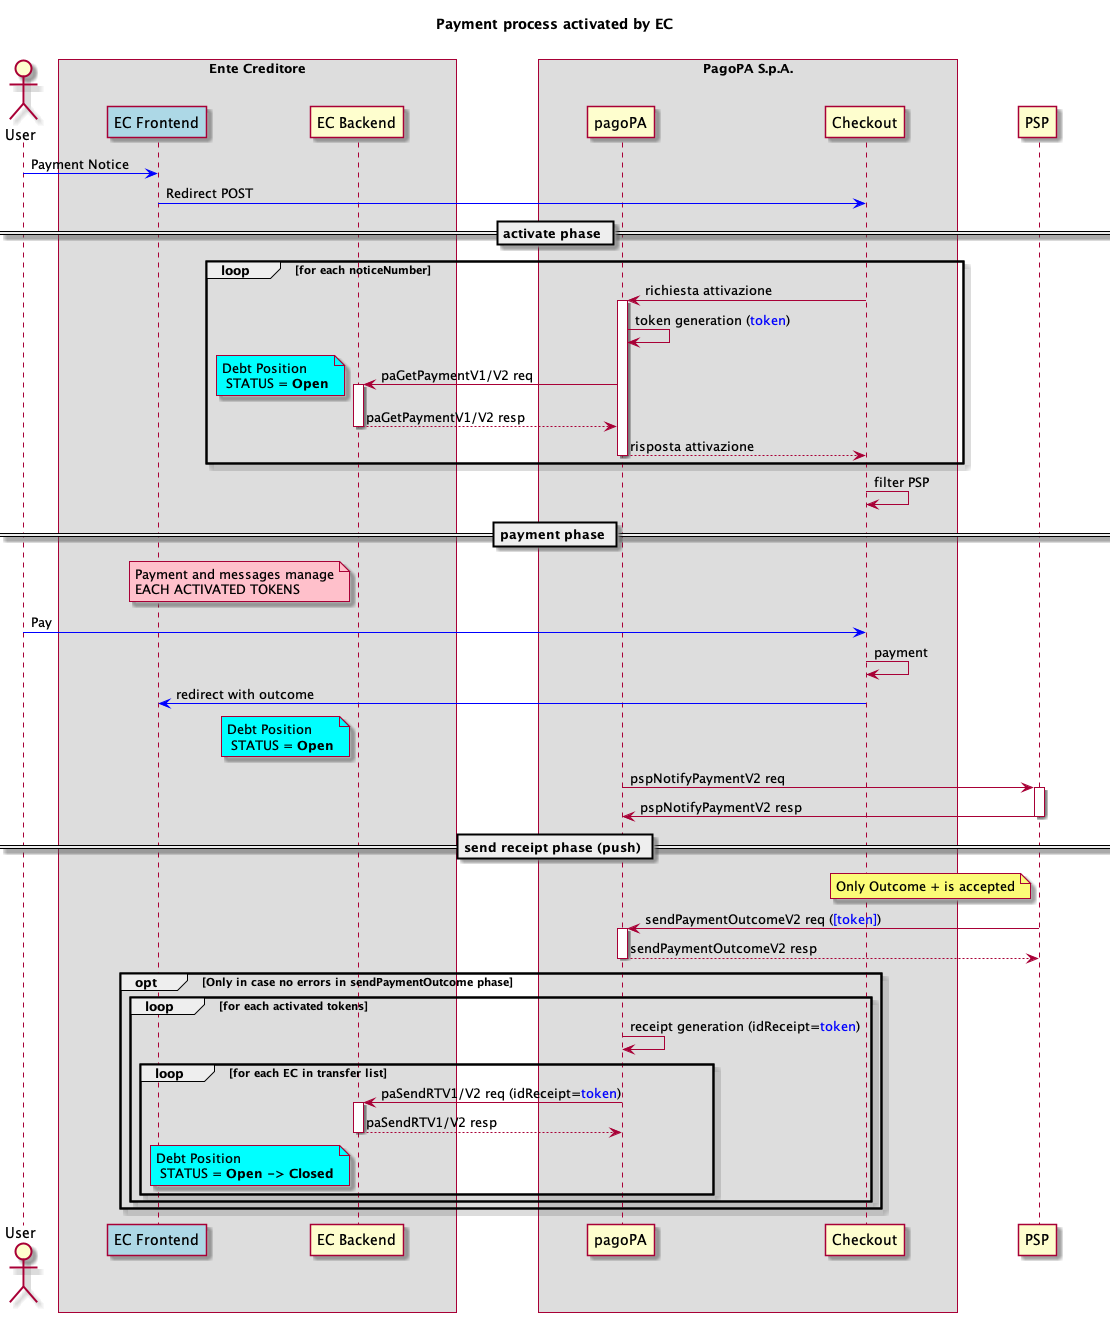 Payment process activated by EC
Ente Creditore
PagoPA S.p.A.
User
EC Frontend
EC Backend
pagoPA
Checkout
PSP
Payment Notice
Redirect POST
activate phase
loop
[for each noticeNumber]
richiesta attivazione
token generation (token)
Debt Position
STATUS = Open
paGetPaymentV1/V2 req
paGetPaymentV1/V2 resp
risposta attivazione
filter PSP
payment phase
Payment and messages manage
EACH ACTIVATED TOKENS
Pay
payment
redirect with outcome
Debt Position
STATUS = Open
pspNotifyPaymentV2 req
pspNotifyPaymentV2 resp
send receipt phase (push)
Only Outcome + is accepted
sendPaymentOutcomeV2 req ([token])
sendPaymentOutcomeV2 resp
opt
[Only in case no errors in sendPaymentOutcome phase]
loop
[for each activated tokens]
receipt generation (idReceipt=token)
loop
[for each EC in transfer list]
paSendRTV1/V2 req (idReceipt=token)
paSendRTV1/V2 resp
Debt Position
STATUS = Open -> Closed
User
EC Frontend
EC Backend
pagoPA
Checkout
PSP